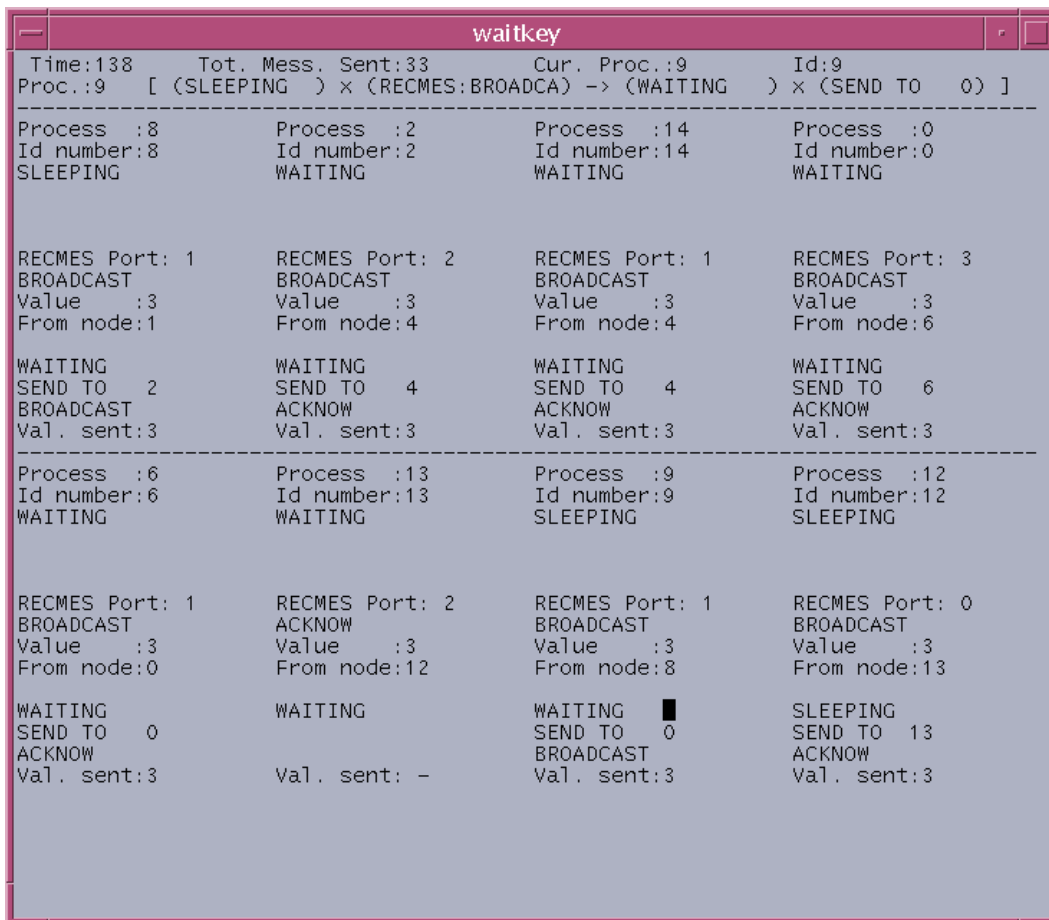 waitkey
Time:138 Tot. Mess. Sent:33 Cur. Proc.:9 Id:9
Proc.:9 [ (SLEEPING ) x (RECMES:BROADCA) -> (WAITING ) x (SEND TO 0) ]
--------------------------------------------------------------------------------
Process :8 Process :2 Process :14 Process :0
Id number:8 Id number:2 Id number:14 Id number:0
SLEEPING WAITING WAITING WAITING
RECMES Port: 1 RECMES Port: 2 RECMES Port: 1 RECMES Port: 3
BROADCAST BROADCAST BROADCAST BROADCAST
Value :3 Value :3 Value :3 Value :3
From node:1 From node:4 From node:4 From node:6
WAITING WAITING WAITING WAITING
SEND TO 2 SEND TO 4 SEND TO 4 SEND TO 6
BROADCAST ACKNOW ACKNOW ACKNOW
Val. sent:3 Val. sent:3 Val. sent:3 Val. sent:3
--------------------------------------------------------------------------------
Process :6 Process :13 Process :9 Process :12
Id number:6 Id number:13 Id number:9 Id number:12
WAITING WAITING SLEEPING SLEEPING
RECMES Port: 1 RECMES Port: 2 RECMES Port: 1 RECMES Port: 0
BROADCAST ACKNOW BROADCAST BROADCAST
Value :3 Value :3 Value :3 Value :3
From node:0 From node:12 From node:8 From node:13
WAITING WAITING WAITING SLEEPING
SEND TO 0 SEND TO 0 SEND TO 13
ACKNOW BROADCAST ACKNOW
Val. sent:3 Val. sent: - Val. sent:3 Val. sent:3